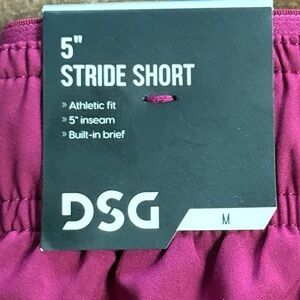 5"
STRIDE SHORT
» Athletic fit
» 5" inseam
» Built-in brief
DSG
M